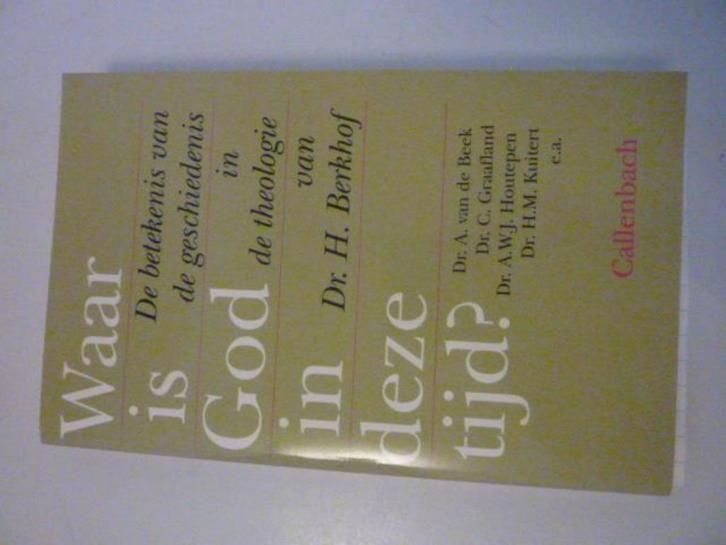 Waar
De betekenis van
is
de geschiedenis
God
in
de theologie
in
van
Dr. H. Berkhof
deze
tijd?
Dr. A. van de Beek
Dr. C. Graafland
Dr. A.W.J. Houtepen
Dr. H.M. Kuitert
e.a.
Callenbach